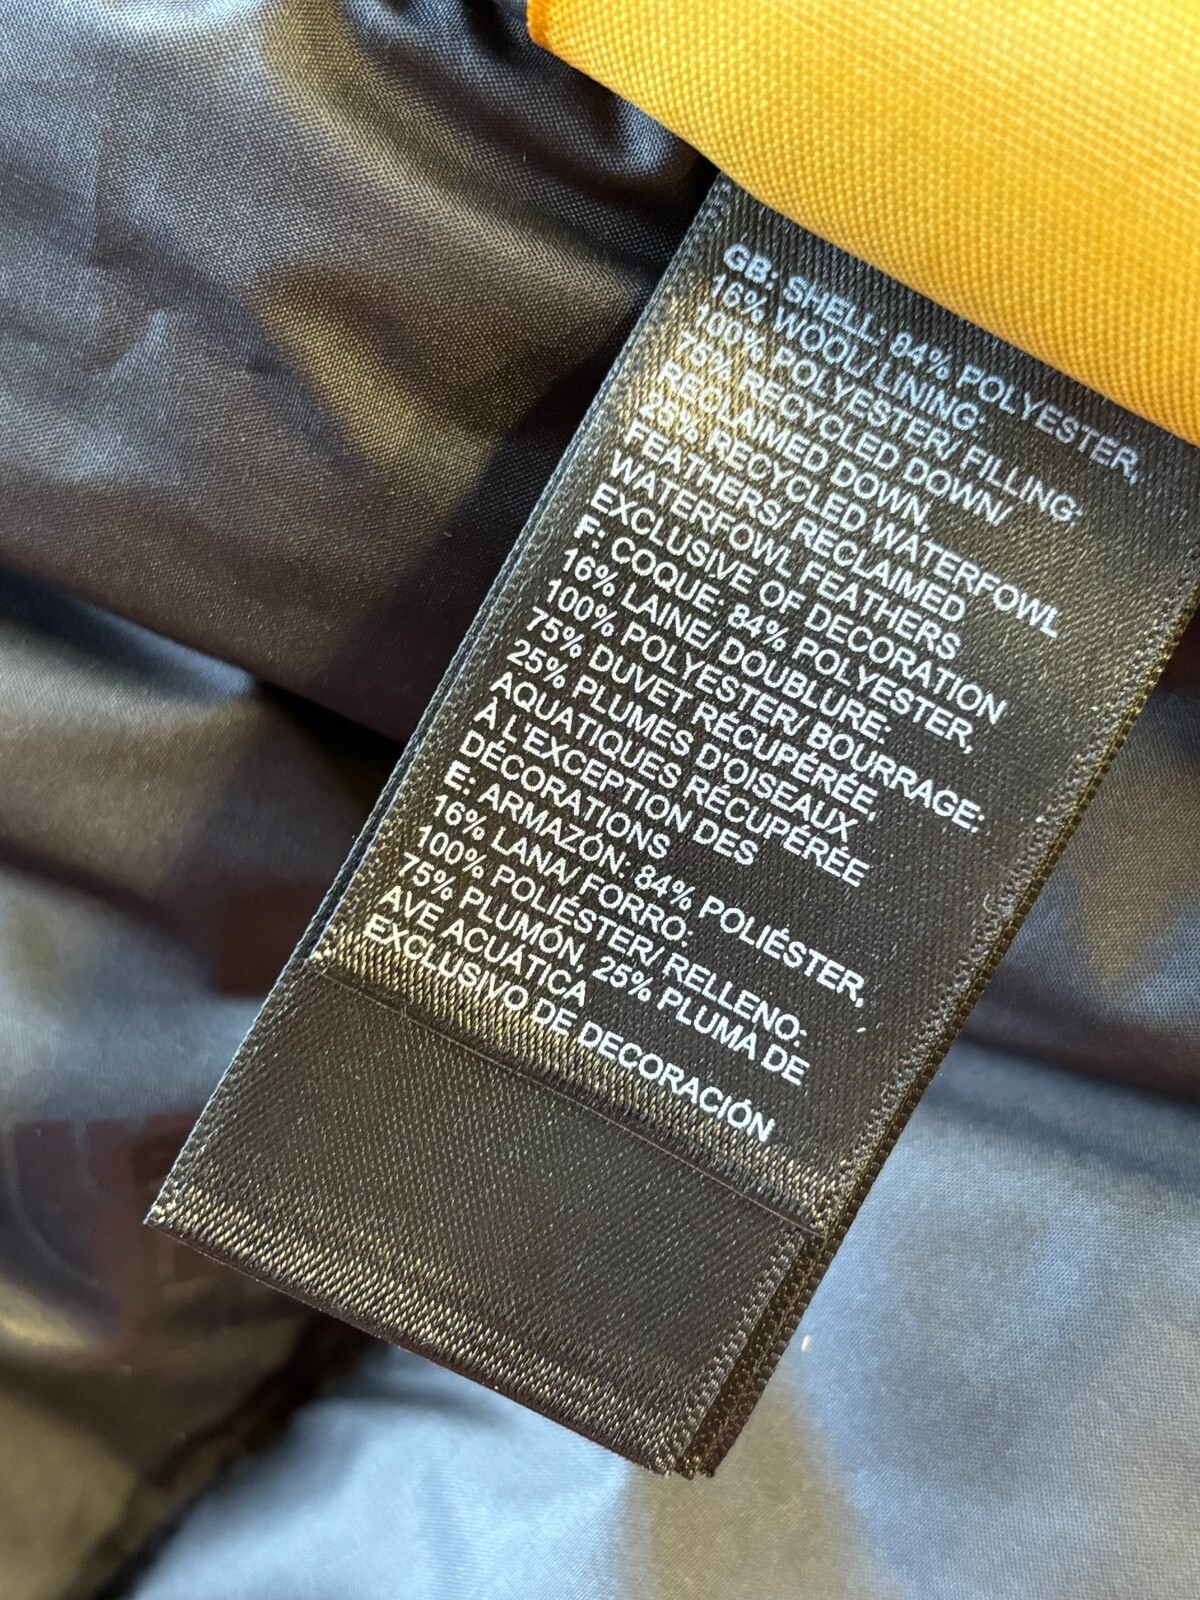 GB: SHELL: 84% POLYESTER,
16% WOOL/ LINING:
100% POLYESTER/ FILLING:
75% RECYCLED DOWN/
RECLAIMED DOWN,
25% RECYCLED WATERFOWL
FEATHERS/ RECLAIMED
WATERFOWL FEATHERS
EXCLUSIVE OF DECORATION
F: COQUE: 84% POLYESTER,
16% LAINE/ DOUBLURE:
100% POLYESTER/ BOURRAGE:
75% DUVET RÉCUPÉRÉE,
25% PLUMES D'OISEAUX
AQUATIQUES RÉCUPÉRÉE
À L'EXCEPTION DES
DÉCORATIONS
E: ARMAZÓN: 84% POLIÉSTER,
16% LANA/ FORRO:
100% POLIÉSTER/ RELLENO:
75% PLUMÓN, 25% PLUMA DE
AVE ACUÁTICA
EXCLUSIVO DE DECORACIÓN